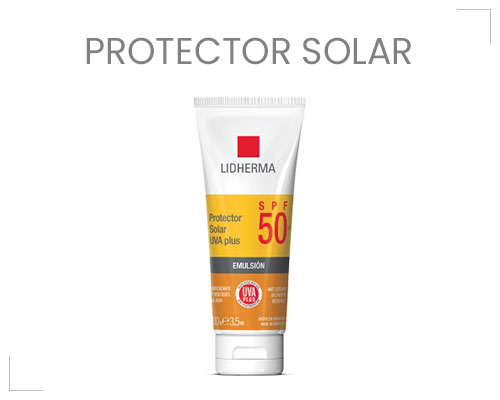 PROTECTOR SOLAR
LIDHERMA
SPF
Protector
Solar
UVA plus
50
EMULSIÓN
UVA
PLUS